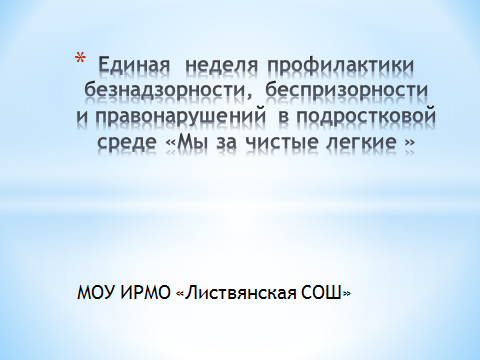 * Единая неделя профилактики
безнадзорности, беспризорности
и правонарушений в подростковой
среде «Мы за чистые легкие »
МОУ ИРМО «Листвянская СОШ»